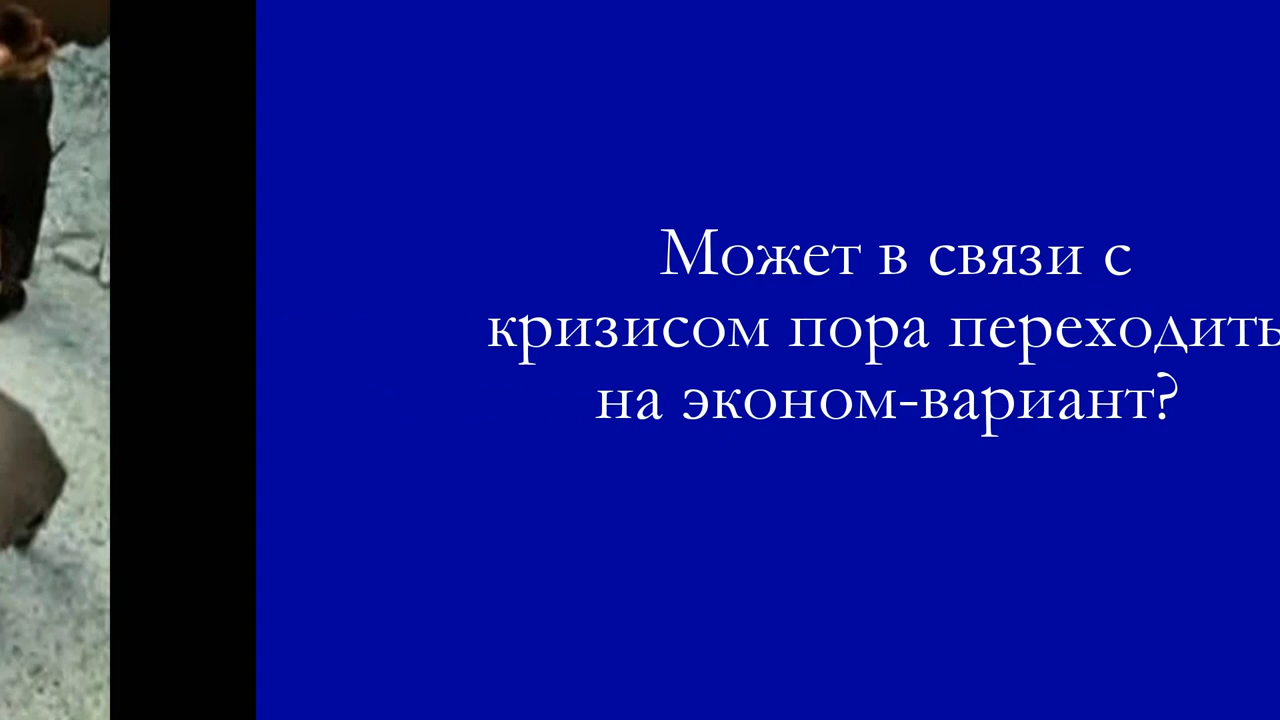 Может в связи с
кризисом пора переходить
на эконом-вариант?